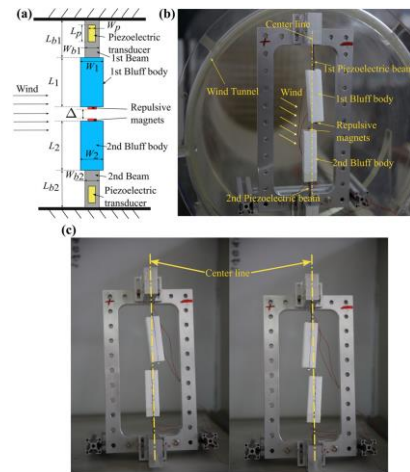 (a)
W_p
L_p
Piezoelectric
transducer
L_b1
W_b1
1st Beam
W_1
1st Bluff body
L_1
Wind
Δ
Repulsive
magnets
L_2
2nd Bluff body
W_2
W_b2
2nd Beam
L_b2
Piezoelectric
transducer
(b)
Center line
1st Piezoelectric beam
Wind Tunnel
1st Bluff body
Wind
Repulsive
magnets
2nd Bluff body
2nd Piezoelectric beam
(c)
Center line